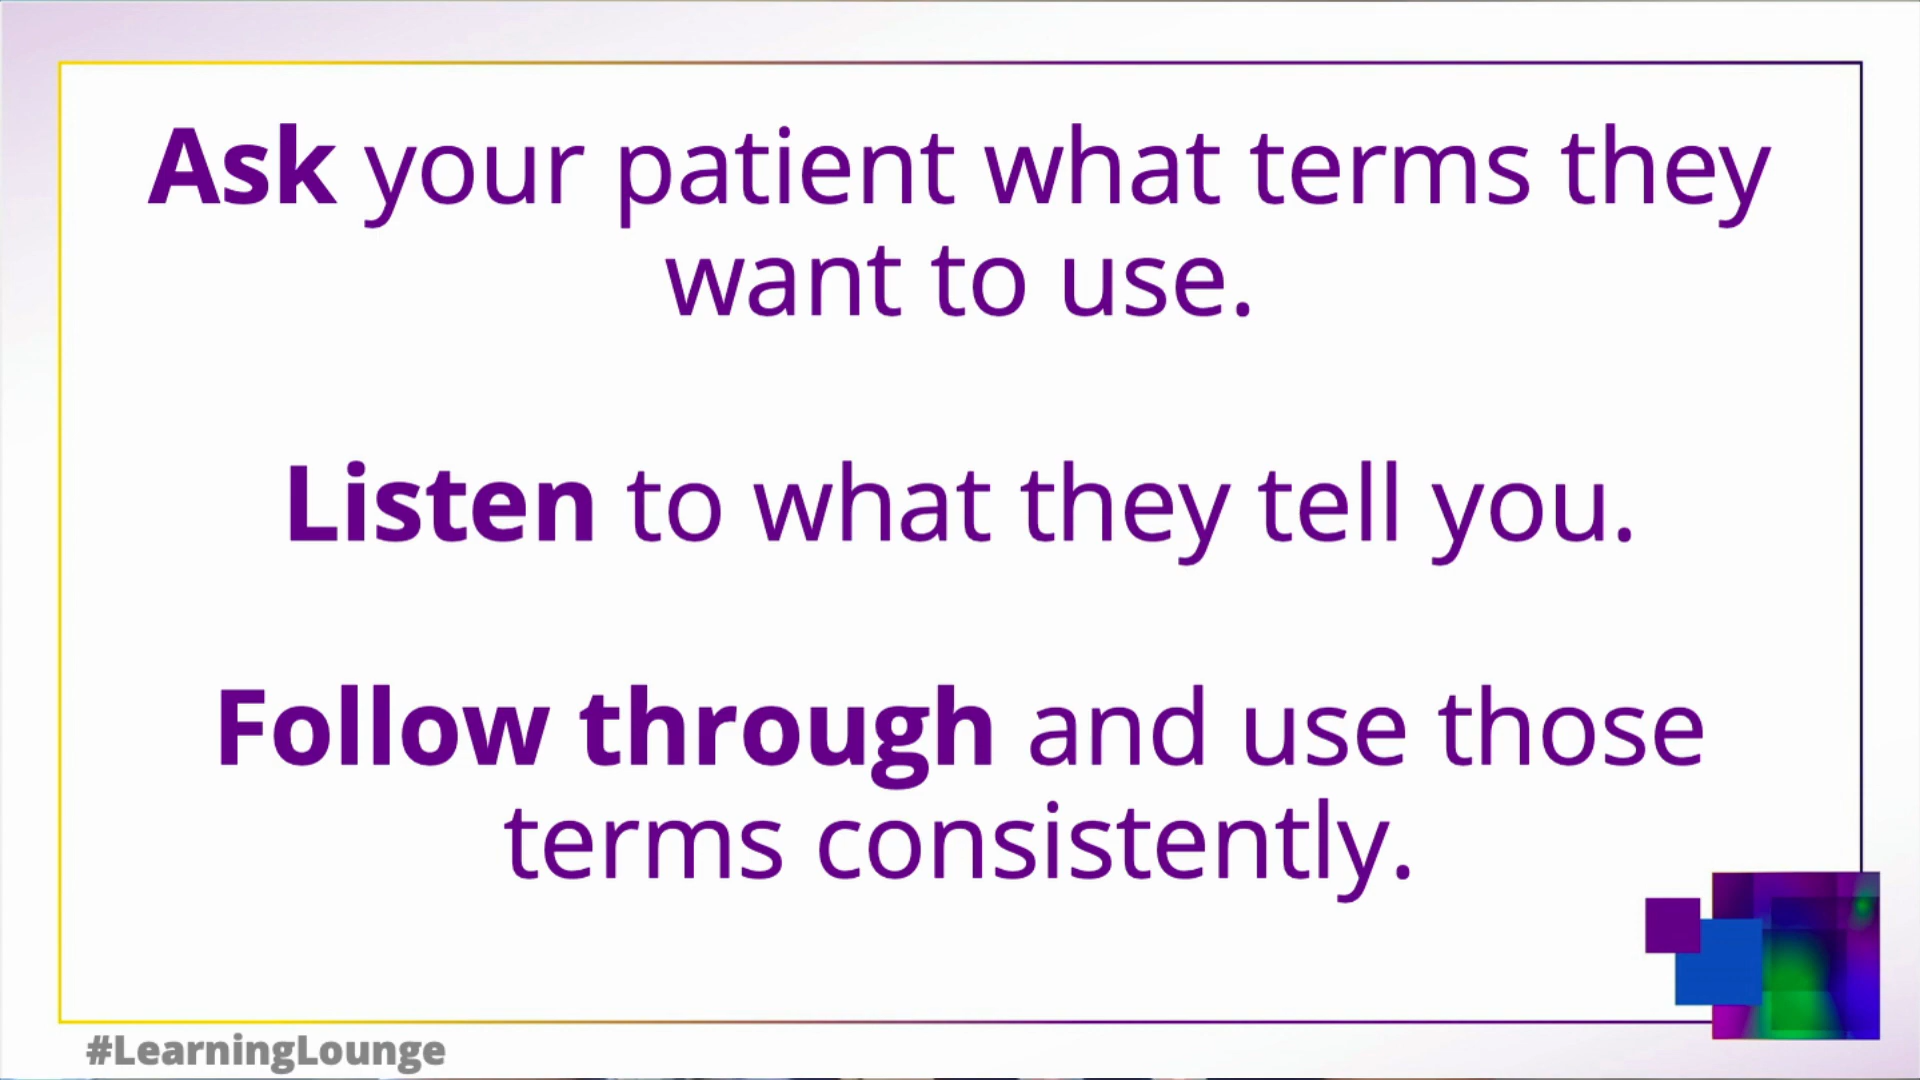 Ask your patient what terms they
want to use.
Listen to what they tell you.
Follow through and use those
terms consistently.
#LearningLounge